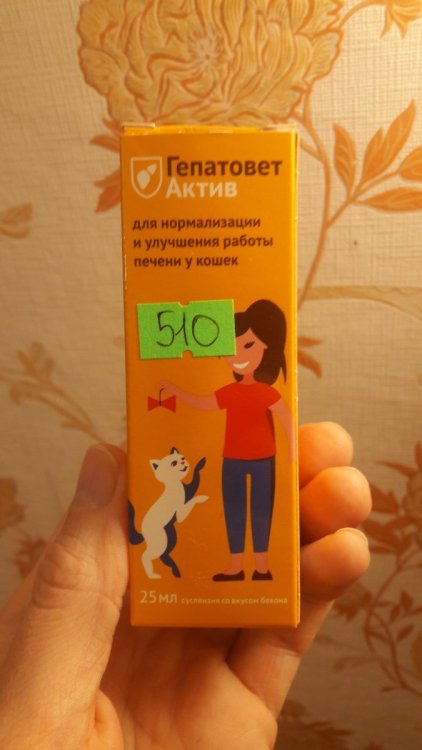 Гепатовет
Актив
для нормализации
и улучшения работы
печени у кошек
510
25 мл суспензия со вкусом бекона